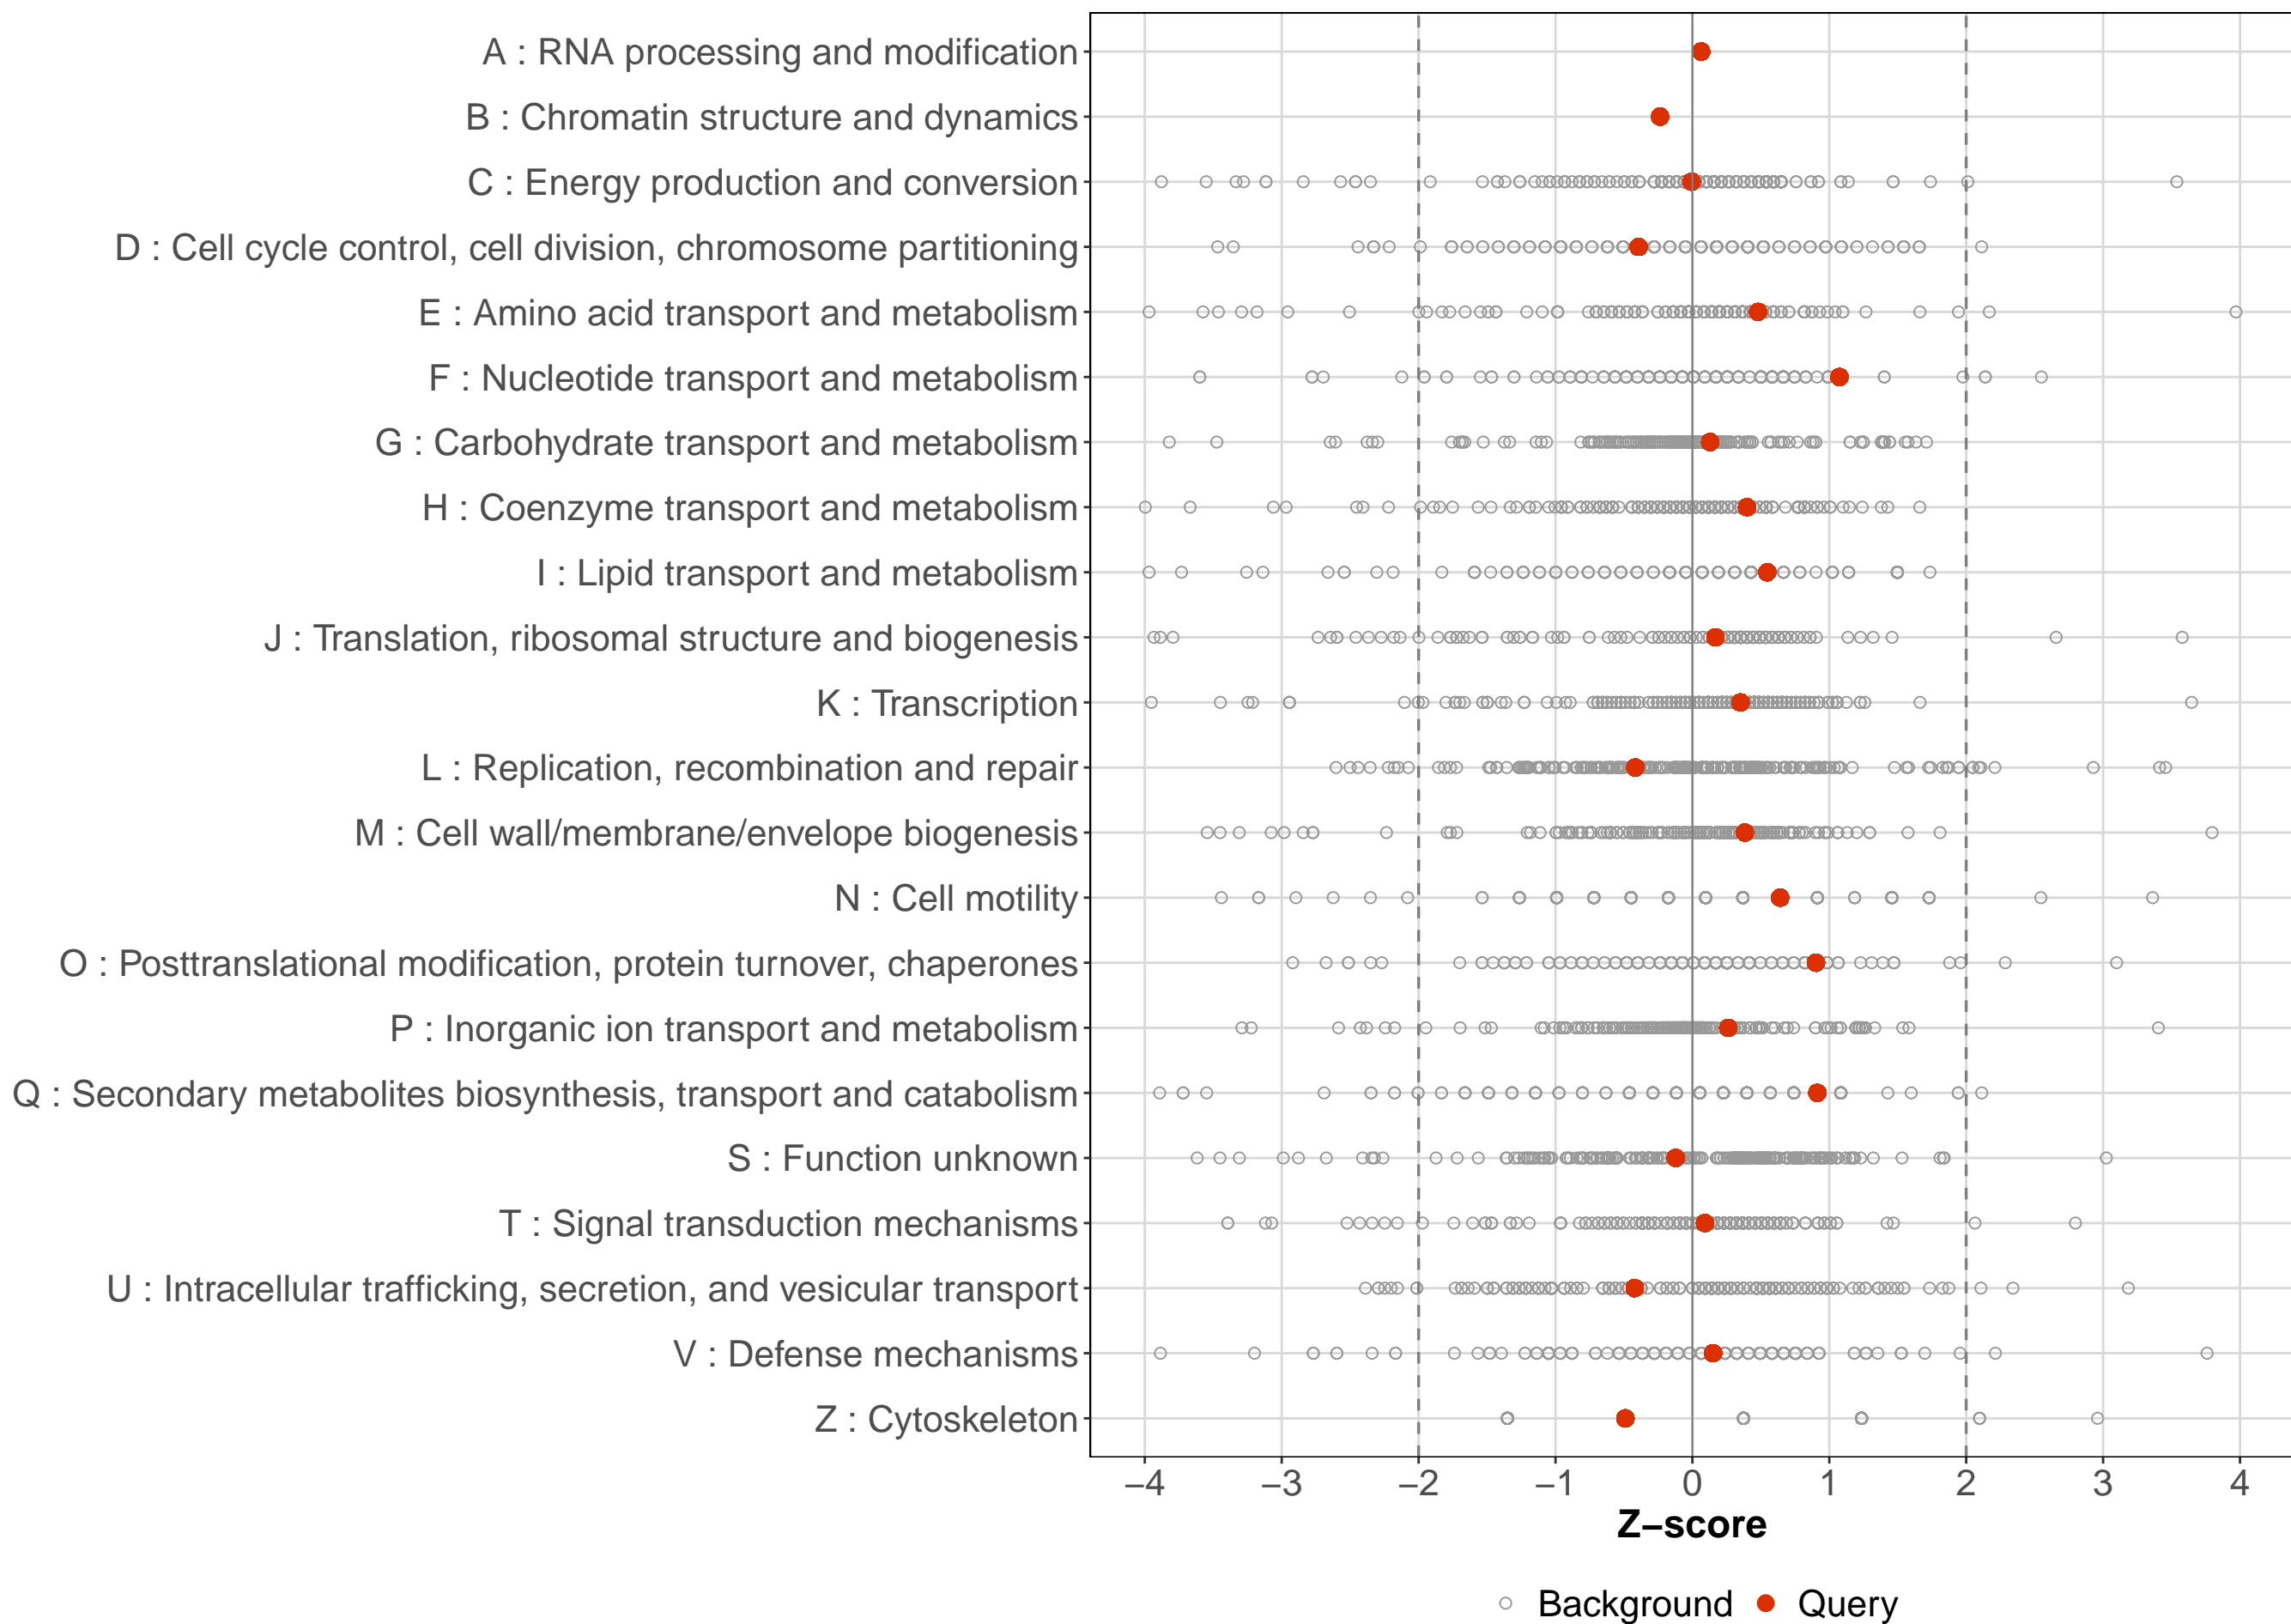 A : RNA processing and modification
B : Chromatin structure and dynamics
C : Energy production and conversion
D : Cell cycle control, cell division, chromosome partitioning
E : Amino acid transport and metabolism
F : Nucleotide transport and metabolism
G : Carbohydrate transport and metabolism
H : Coenzyme transport and metabolism
I : Lipid transport and metabolism
J : Translation, ribosomal structure and biogenesis
K : Transcription
L : Replication, recombination and repair
M : Cell wall/membrane/envelope biogenesis
N : Cell motility
O : Posttranslational modification, protein turnover, chaperones
P : Inorganic ion transport and metabolism
Q : Secondary metabolites biosynthesis, transport and catabolism
S : Function unknown
T : Signal transduction mechanisms
U : Intracellular trafficking, secretion, and vesicular transport
V : Defense mechanisms
Z : Cytoskeleton
−4 −3 −2 −1 0 1 2 3 4
Z−score
Background Query